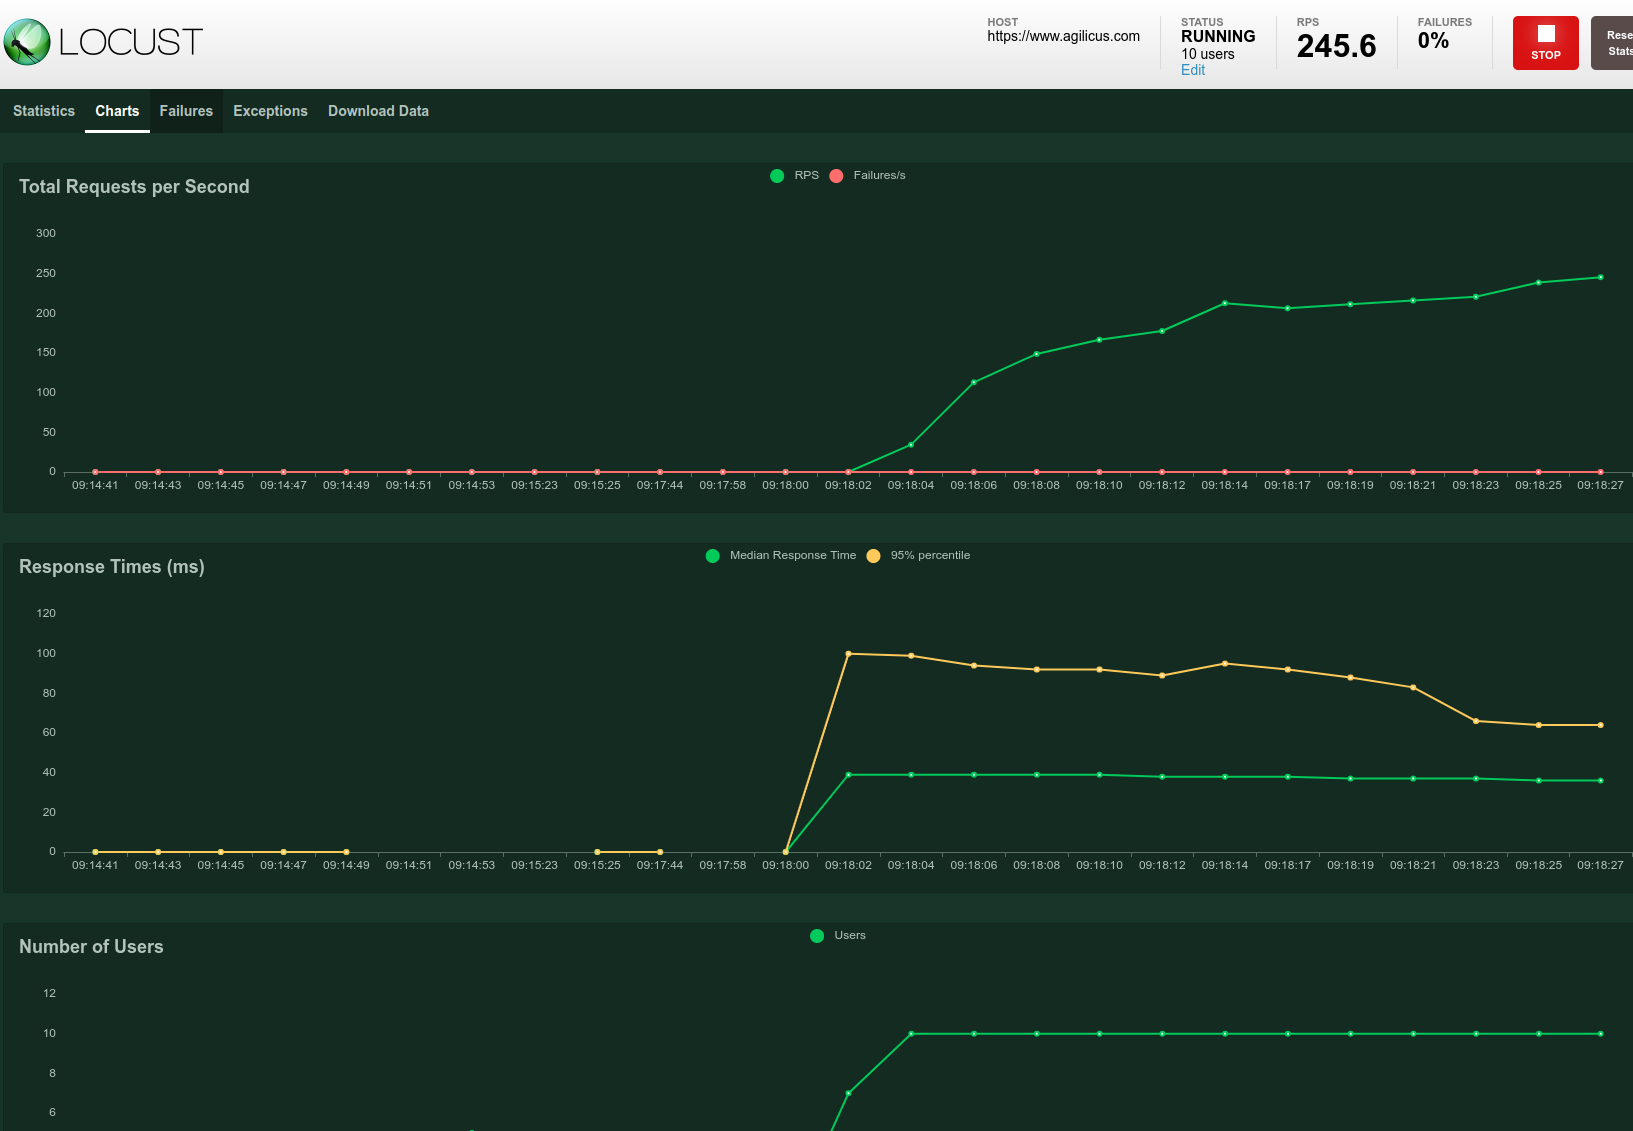 LOCUST
HOST
https://www.agilicus.com
STATUS
RUNNING
10 users
Edit
RPS
245.6
FAILURES
0%
STOP
Rese
Stats
Statistics Charts Failures Exceptions Download Data
Total Requests per Second
RPS Failures/s
300
250
200
150
100
50
0
09:14:41 09:14:43 09:14:45 09:14:47 09:14:49 09:14:51 09:14:53 09:15:23 09:15:25 09:17:44 09:17:58 09:18:00 09:18:02 09:18:04 09:18:06 09:18:08 09:18:10 09:18:12 09:18:14 09:18:17 09:18:19 09:18:21 09:18:23 09:18:25 09:18:27
Response Times (ms)
Median Response Time 95% percentile
120
100
80
60
40
20
0
09:14:41 09:14:43 09:14:45 09:14:47 09:14:49 09:14:51 09:14:53 09:15:23 09:15:25 09:17:44 09:17:58 09:18:00 09:18:02 09:18:04 09:18:06 09:18:08 09:18:10 09:18:12 09:18:14 09:18:17 09:18:19 09:18:21 09:18:23 09:18:25 09:18:27
Number of Users
Users
12
10
8
6